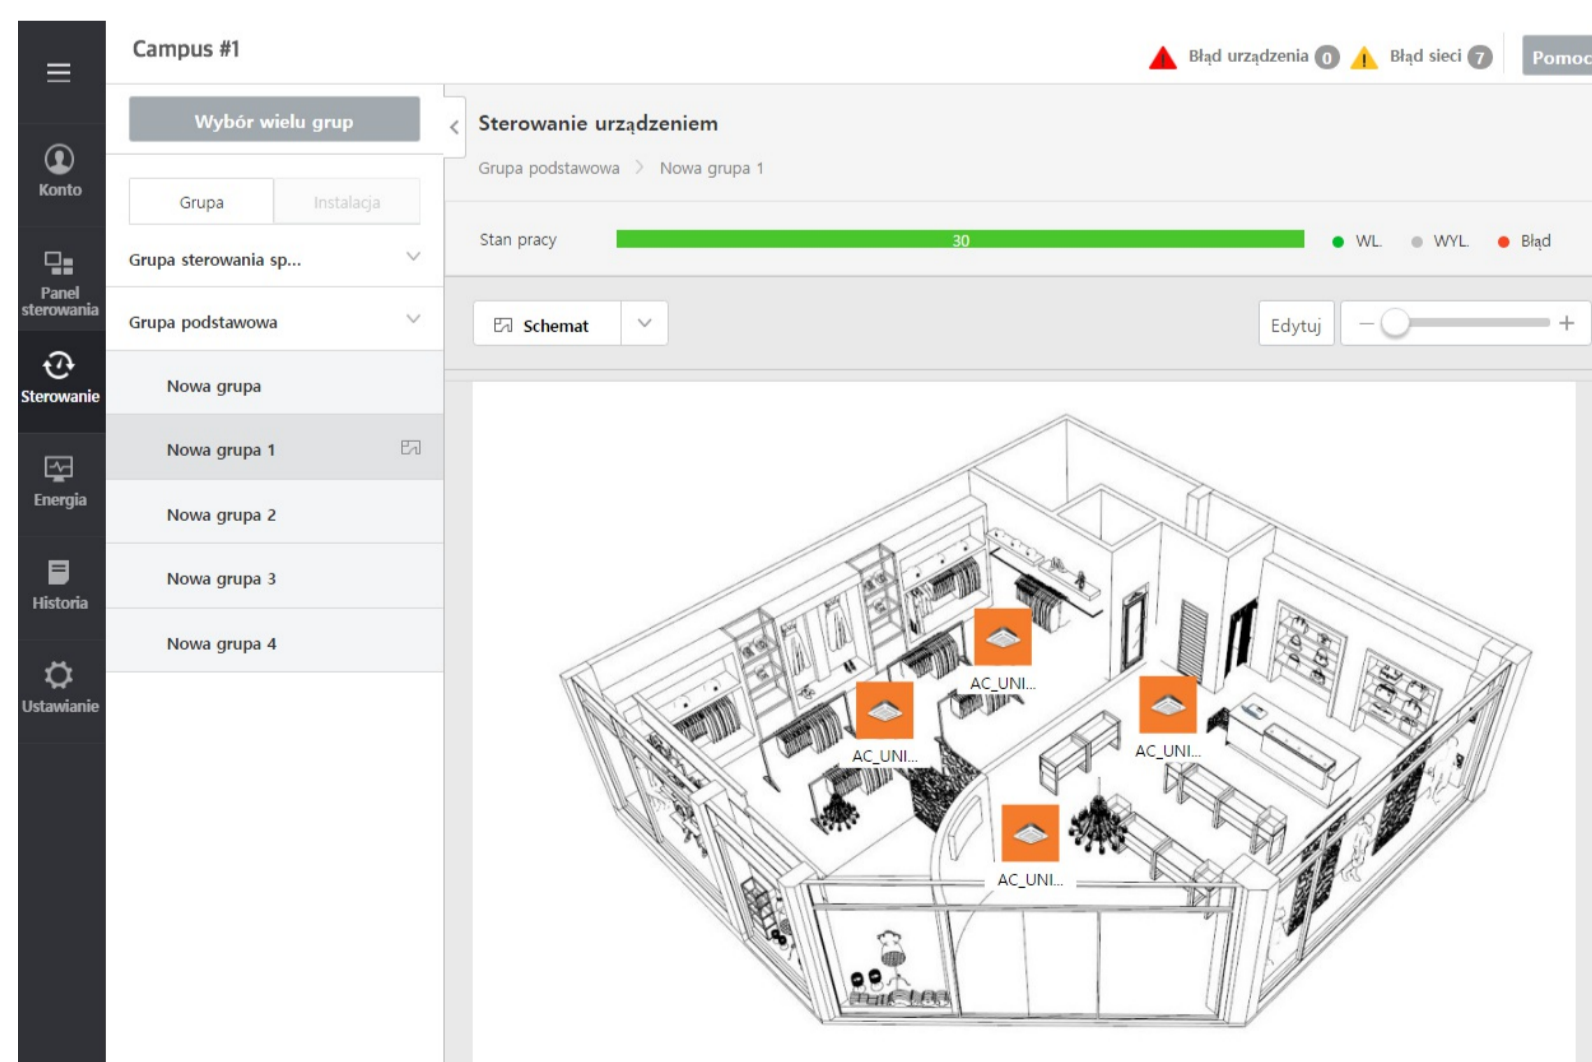 Campus #1
Błąd urządzenia 0
Błąd sieci 7
Pomoc
Konto
Panel
sterowania
Sterowanie
Energia
Historia
Ustawianie
Wybór wielu grup
Grupa
Instalacja
Grupa sterowania sp...
Grupa podstawowa
Nowa grupa
Nowa grupa 1
Nowa grupa 2
Nowa grupa 3
Nowa grupa 4
Sterowanie urządzeniem
Grupa podstawowa > Nowa grupa 1
Stan pracy
30
WL.
WYL.
Błąd
Schemat
Edytuj
AC_UNI...
AC_UNI...
AC_UNI...
AC_UNI...